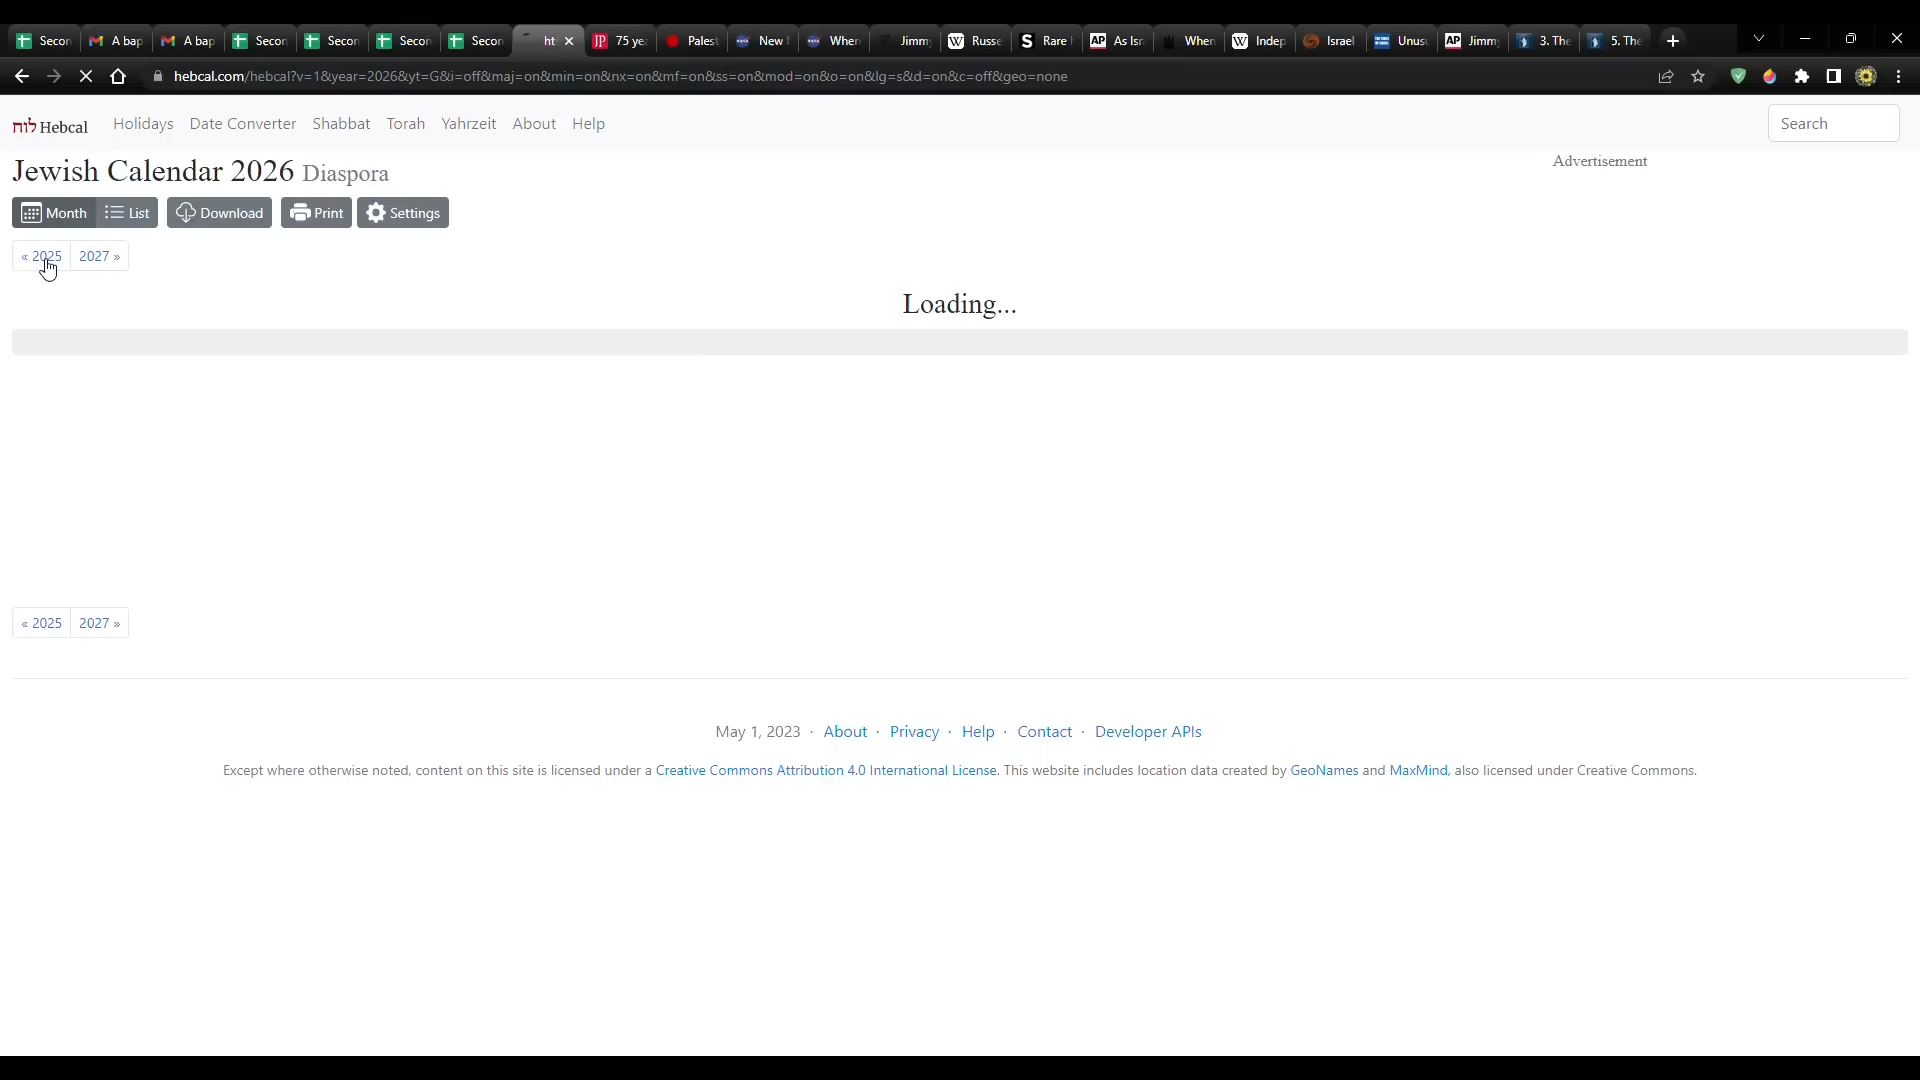 Secon A bap A bap Secon Secon Secon Secon ht 75 yea Palest New Wher Jimm Russe Rare As Isr When Indep Israel Unus Jimmy 3. The 5. The
hebcal.com/hebcal?v=1&year=2026&yt=G&i=off&maj=on&min=on&nx=on&mf=on&ss=on&mod=on&o=on&lg=s&d=on&c=off&geo=none
לוח Hebcal Holidays Date Converter Shabbat Torah Yahrzeit About Help Search
Jewish Calendar 2026 Diaspora
Advertisement
Month List Download Print Settings
« 2025 2027 »
Loading...
« 2025 2027 »
May 1, 2023 · About · Privacy · Help · Contact · Developer APIs
Except where otherwise noted, content on this site is licensed under a Creative Commons Attribution 4.0 International License. This website includes location data created by GeoNames and MaxMind, also licensed under Creative Commons.